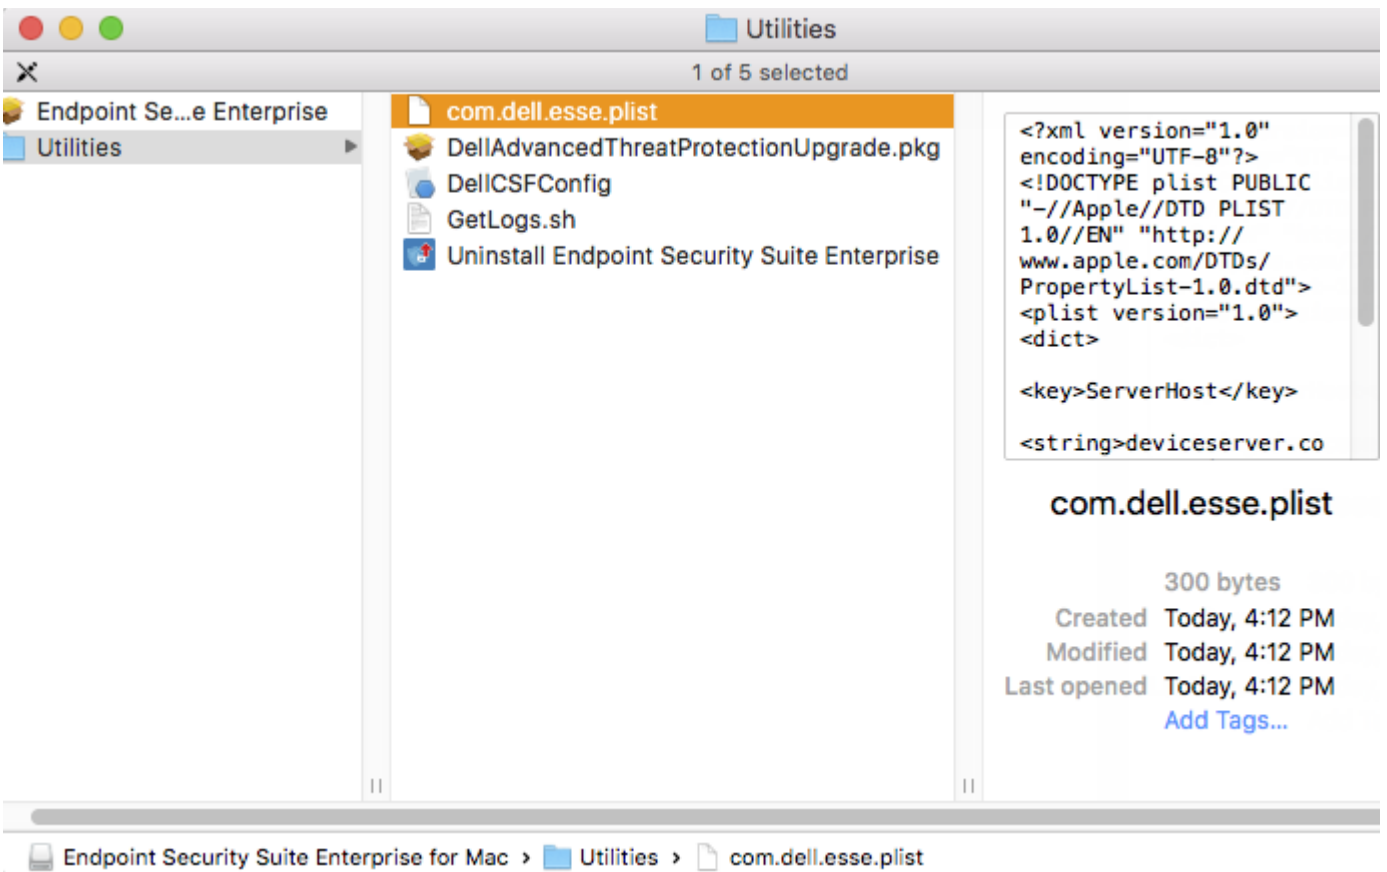 Utilities
1 of 5 selected
Endpoint Se...e Enterprise
Utilities
com.dell.esse.plist
DellAdvancedThreatProtectionUpgrade.pkg
DellCSFConfig
GetLogs.sh
Uninstall Endpoint Security Suite Enterprise
<?xml version="1.0"
encoding="UTF-8"?>
<!DOCTYPE plist PUBLIC
"-//Apple//DTD PLIST
1.0//EN" "http://
www.apple.com/DTDs/
PropertyList-1.0.dtd">
<plist version="1.0">
<dict>
<key>ServerHost</key>
<string>deviceserver.co
com.dell.esse.plist
300 bytes
Created Today, 4:12 PM
Modified Today, 4:12 PM
Last opened Today, 4:12 PM
Add Tags...
Endpoint Security Suite Enterprise for Mac › Utilities › com.dell.esse.plist